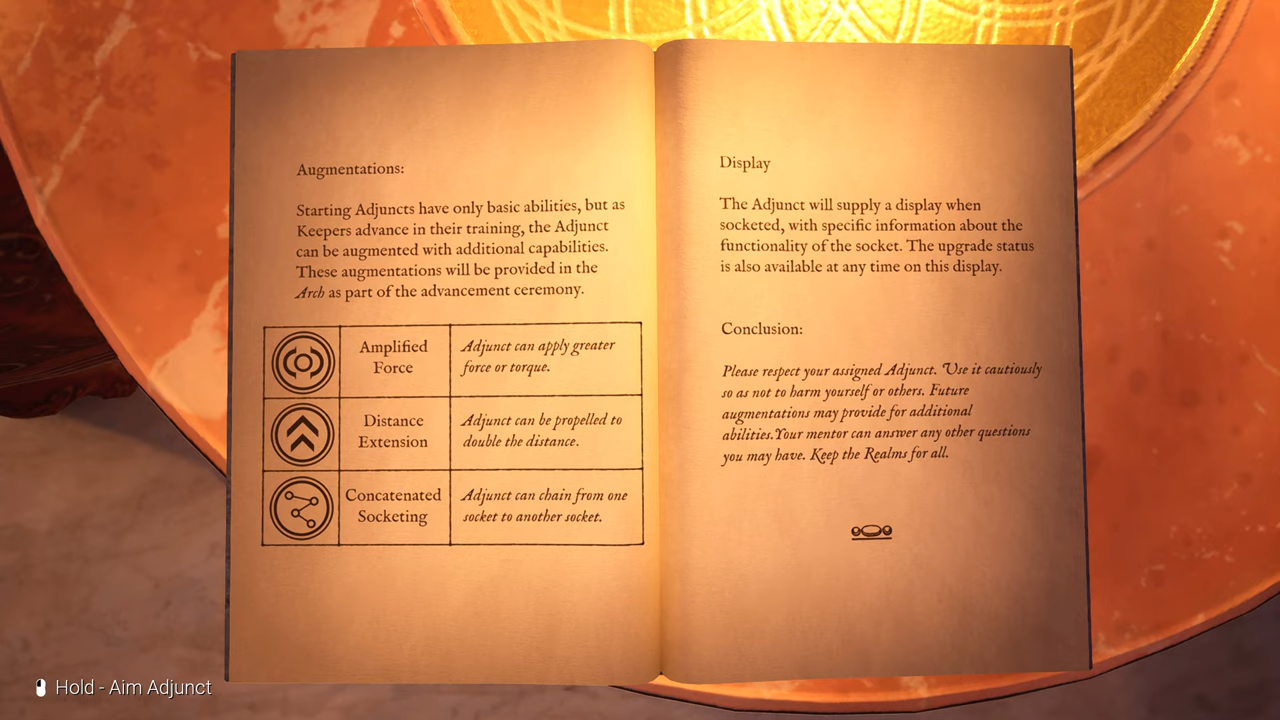 Augmentations:
Starting Adjuncts have only basic abilities, but as
Keepers advance in their training, the Adjunct
can be augmented with additional capabilities.
These augmentations will be provided in the
Arch as part of the advancement ceremony.
Amplified
Force
Adjunct can apply greater
force or torque.
Distance
Extension
Adjunct can be propelled to
double the distance.
Concatenated
Socketing
Adjunct can chain from one
socket to another socket.
Display
The Adjunct will supply a display when
socketed, with specific information about the
functionality of the socket. The upgrade status
is also available at any time on this display.
Conclusion:
Please respect your assigned Adjunct. Use it cautiously
so as not to harm yourself or others. Future
augmentations may provide for additional
abilities.Your mentor can answer any other questions
you may have. Keep the Realms for all.
Hold - Aim Adjunct